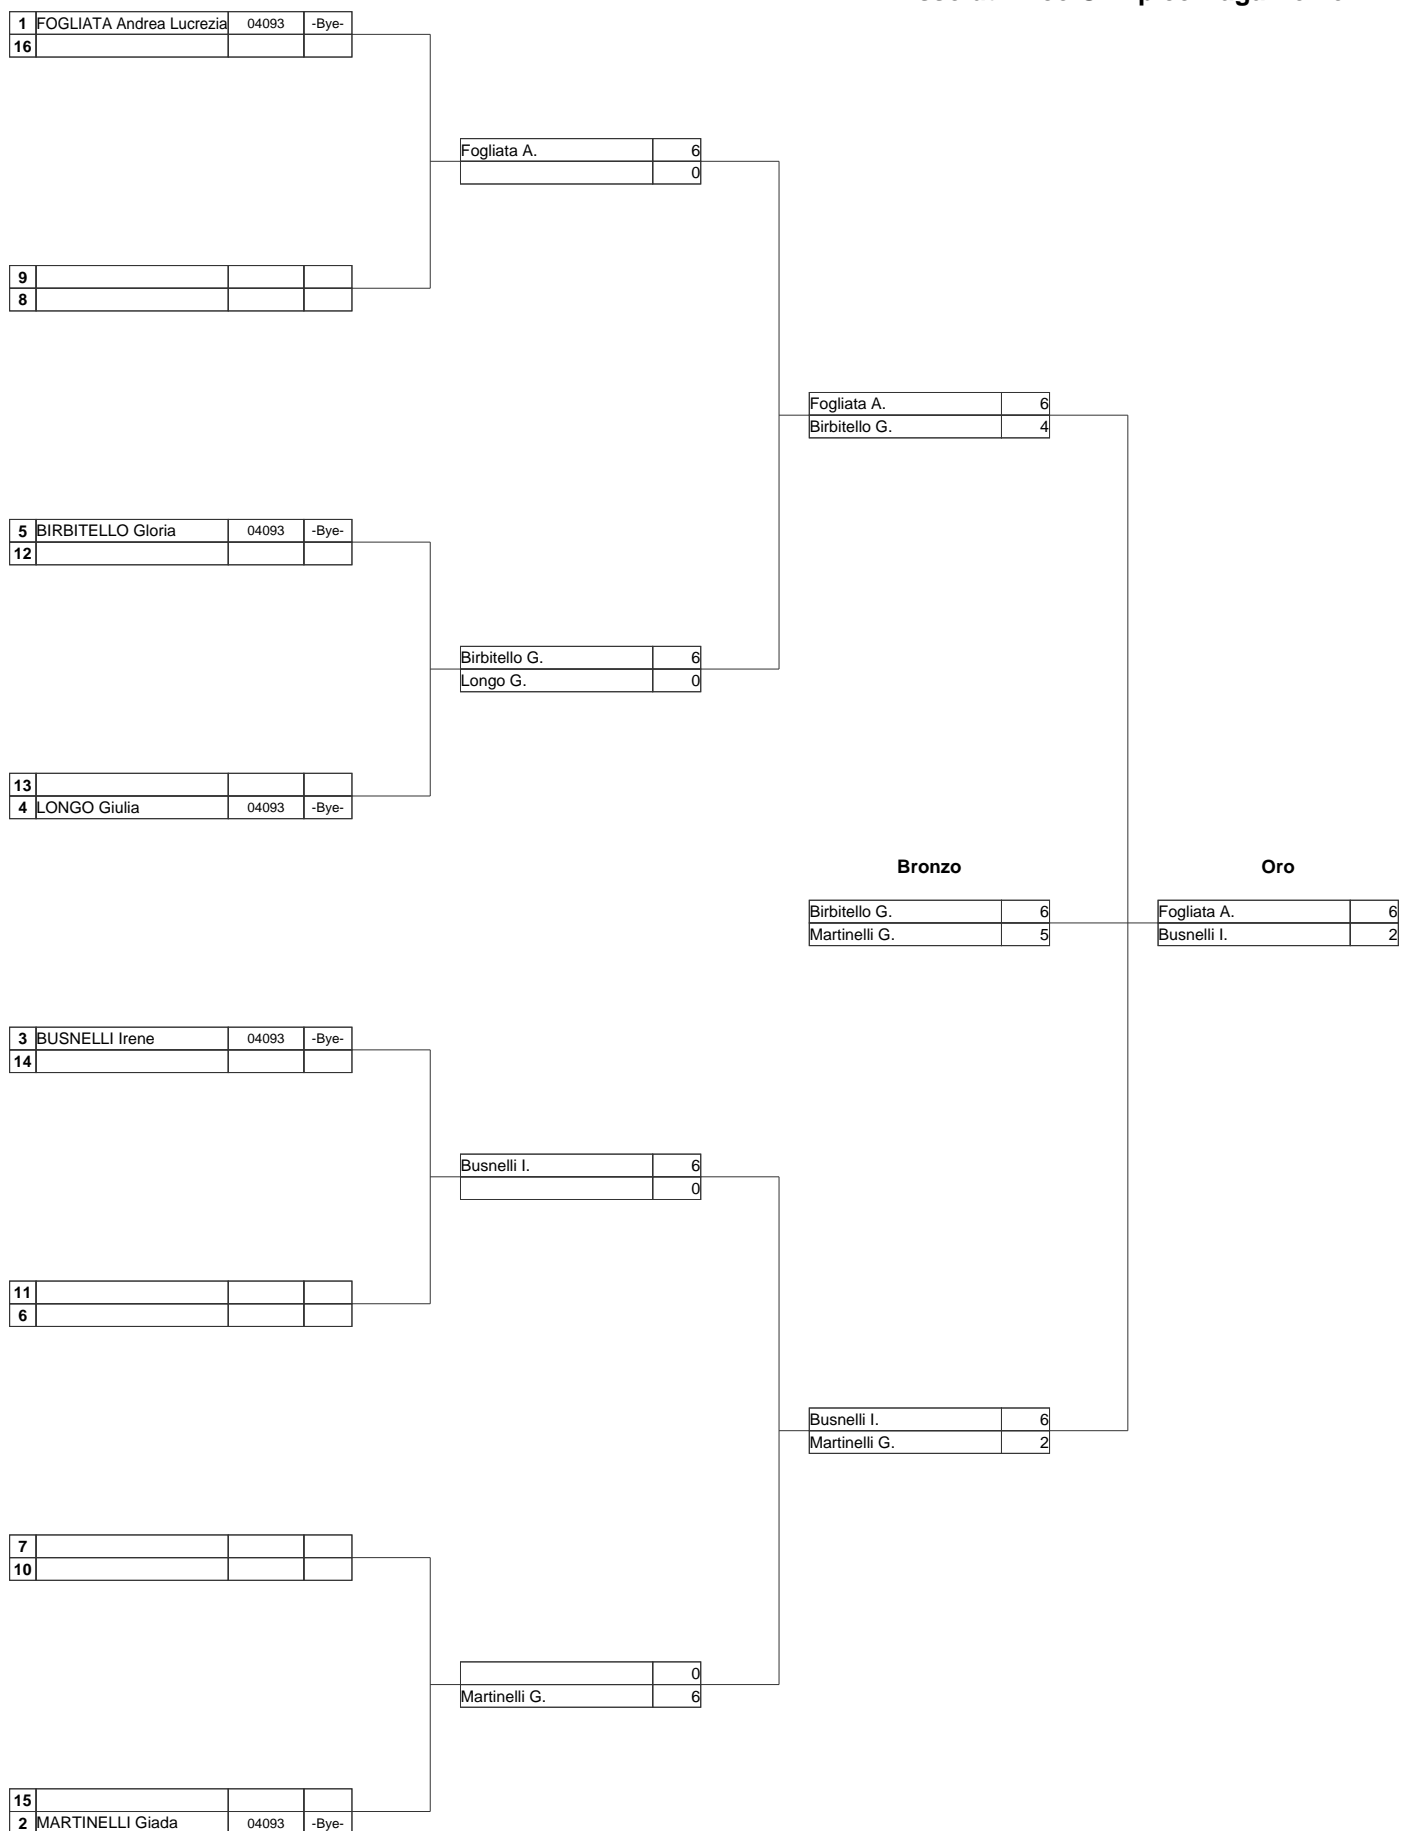 1 FOGLIATA Andrea Lucrezia 04093 -Bye-
16
Fogliata A. 6
0
9
8
Fogliata A. 6
Birbitello G. 4
5 BIRBITELLO Gloria 04093 -Bye-
12
Birbitello G. 6
Longo G. 0
13
4 LONGO Giulia 04093 -Bye-
Bronzo Oro
Birbitello G. 6 Fogliata A. 6
Martinelli G. 5 Busnelli I. 2
3 BUSNELLI Irene 04093 -Bye-
14
Busnelli I. 6
0
11
6
Busnelli I. 6
Martinelli G. 2
7
10
0
Martinelli G. 6
15
2 MARTINELLI Giada 04093 -Bye-